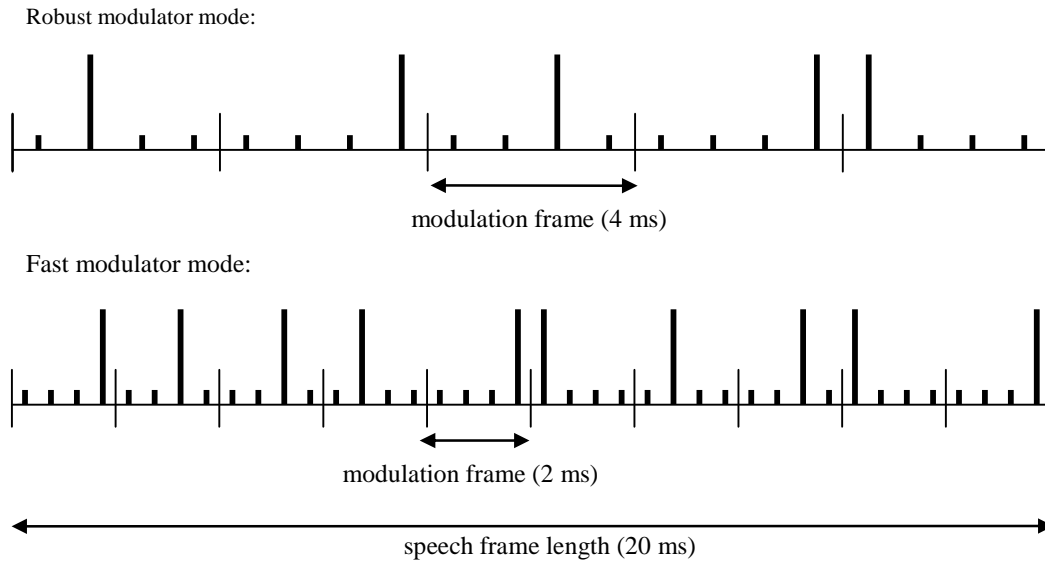 Robust modulator mode:
modulation frame (4 ms)
Fast modulator mode:
modulation frame (2 ms)
speech frame length (20 ms)